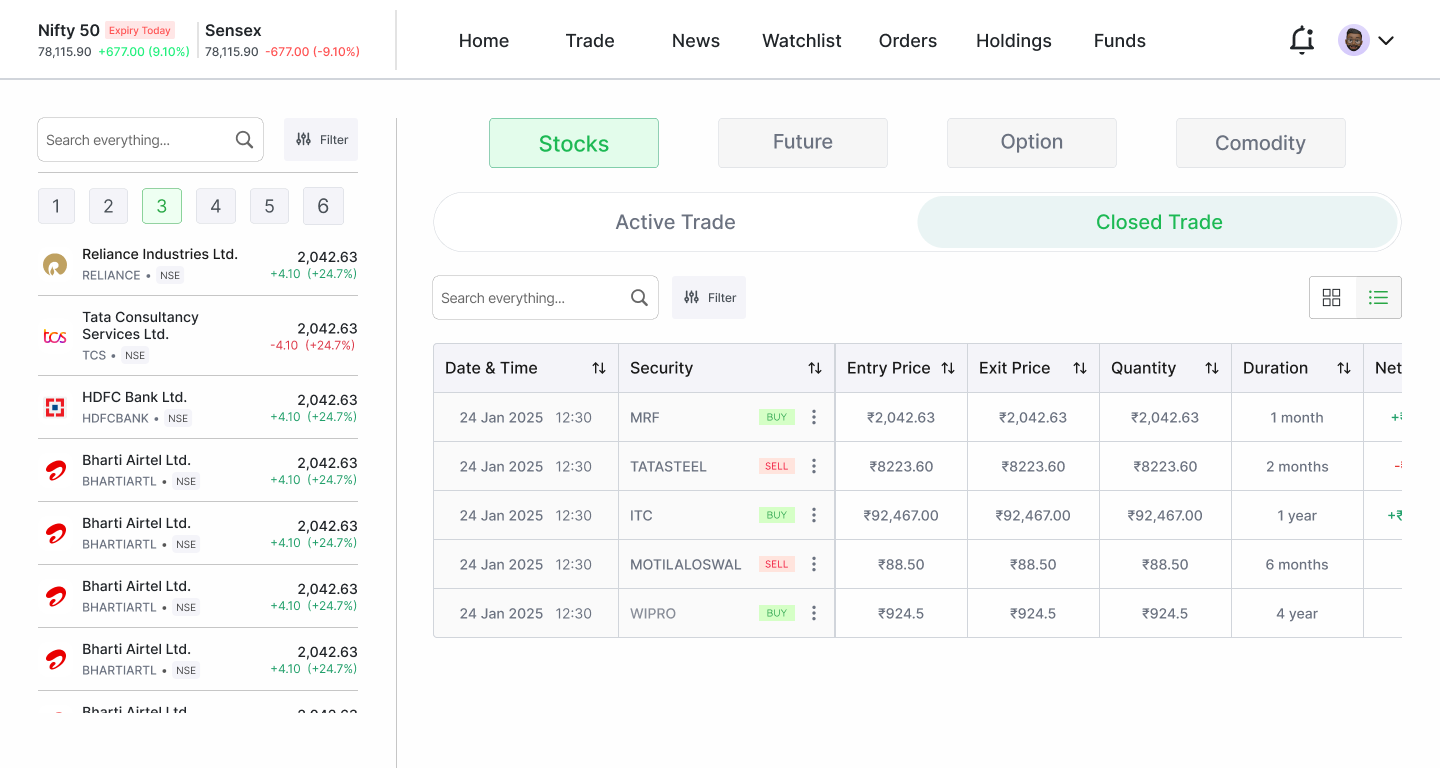 Nifty 50 Expiry Today Sensex
78,115.90 +677.00 (9.10%) 78,115.90 -677.00 (-9.10%)
Home Trade News Watchlist Orders Holdings Funds
Search everything... Filter
1 2 3 4 5 6
Reliance Industries Ltd. 2,042.63
RELIANCE • NSE +4.10 (+24.7%)
Tata Consultancy
Services Ltd. 2,042.63
TCS • NSE -4.10 (+24.7%)
tcs
HDFC Bank Ltd. 2,042.63
HDFCBANK • NSE +4.10 (+24.7%)
Bharti Airtel Ltd. 2,042.63
BHARTIARTL • NSE +4.10 (+24.7%)
Bharti Airtel Ltd. 2,042.63
BHARTIARTL • NSE +4.10 (+24.7%)
Bharti Airtel Ltd. 2,042.63
BHARTIARTL • NSE +4.10 (+24.7%)
Bharti Airtel Ltd. 2,042.63
BHARTIARTL • NSE +4.10 (+24.7%)
Bharti Airtel Ltd. 2,042.63
Stocks Future Option Comodity
Active Trade Closed Trade
Search everything... Filter
Date & Time Security Entry Price Exit Price Quantity Duration Net
24 Jan 2025 12:30 MRF BUY ₹2,042.63 ₹2,042.63 ₹2,042.63 1 month +₹
24 Jan 2025 12:30 TATASTEEL SELL ₹8223.60 ₹8223.60 ₹8223.60 2 months -₹
24 Jan 2025 12:30 ITC BUY ₹92,467.00 ₹92,467.00 ₹92,467.00 1 year +₹
24 Jan 2025 12:30 MOTILALOSWAL SELL ₹88.50 ₹88.50 ₹88.50 6 months
24 Jan 2025 12:30 WIPRO BUY ₹924.5 ₹924.5 ₹924.5 4 year